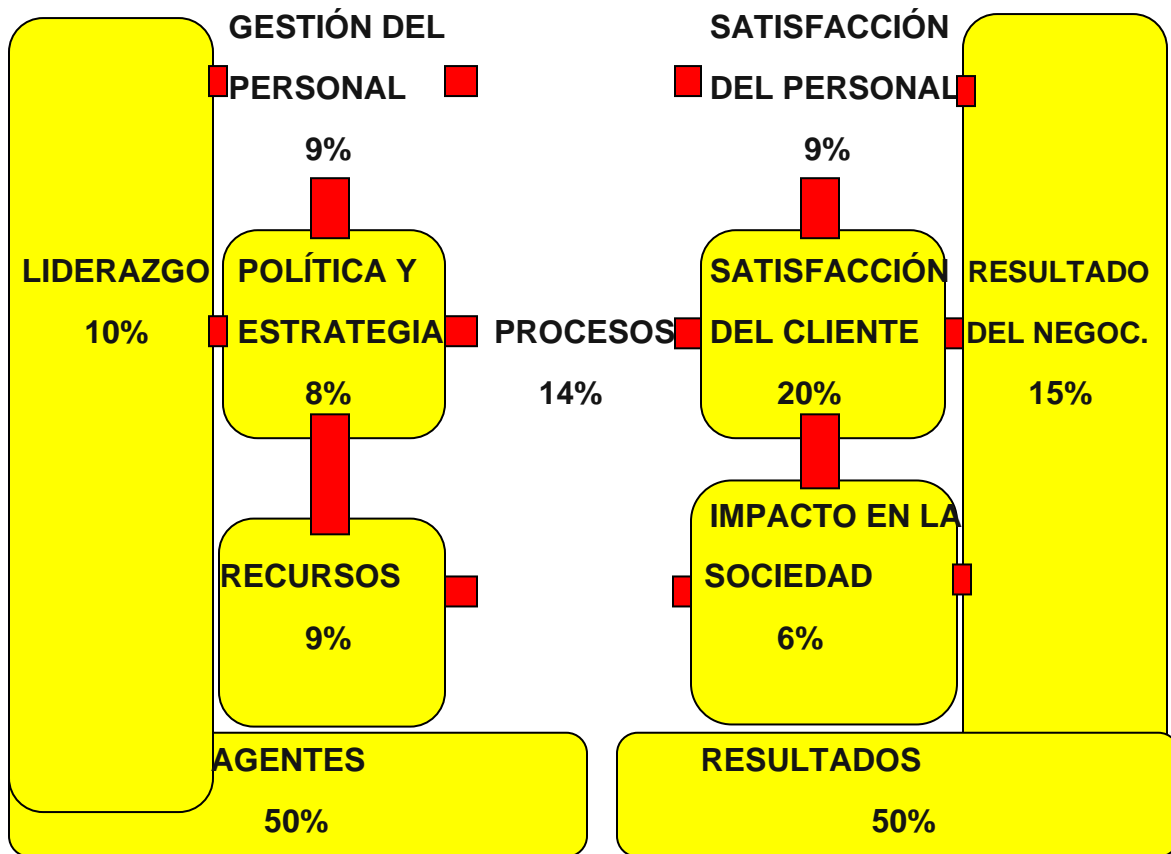 GESTIÓN DEL
PERSONAL
9%
SATISFACCIÓN
DEL PERSONAL
9%
LIDERAZGO
10%
POLÍTICA Y
ESTRATEGIA
8%
PROCESOS
14%
SATISFACCIÓN
DEL CLIENTE
20%
RESULTADO
DEL NEGOC.
15%
RECURSOS
9%
IMPACTO EN LA
SOCIEDAD
6%
AGENTES
50%
RESULTADOS
50%